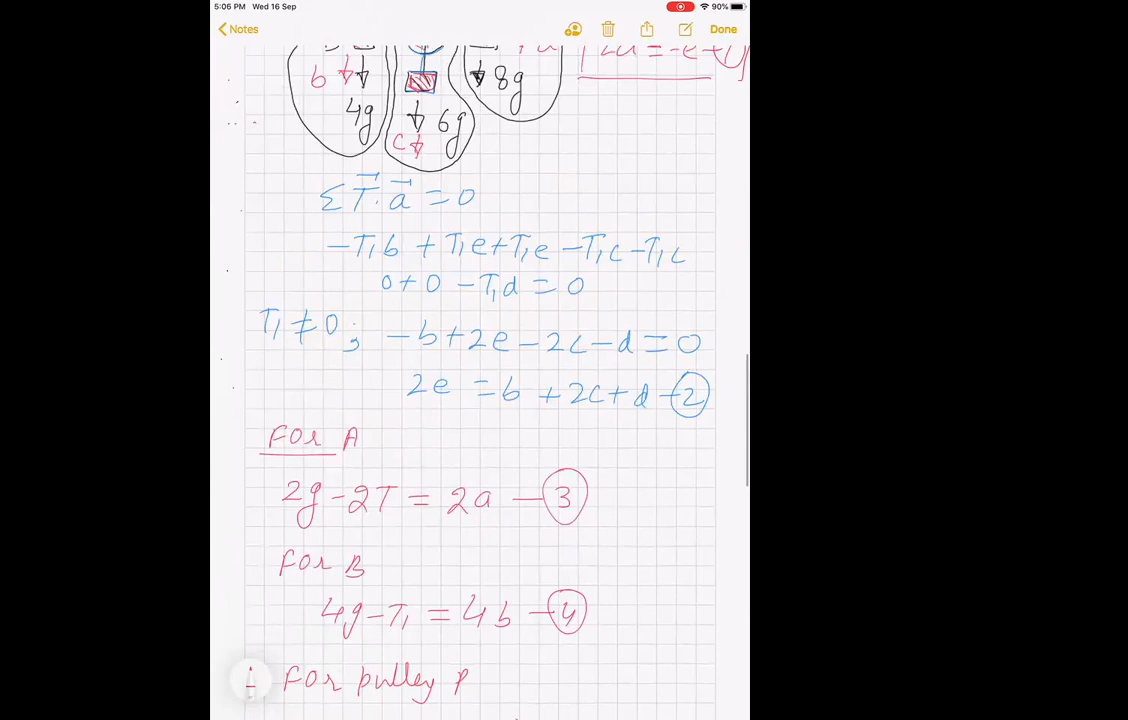 5:06 PM Wed 16 Sep
90%
Notes
Done
b
4g
8g
6g
c
Σ T⃗. a⃗ = 0
-T₁b + T₁e + T₁e - T₁c - T₁c
0 + 0 - T₁d = 0
T₁ ≠ 0 ; -b + 2e - 2c - d = 0
2e = b + 2c + d - 2
For A
2g - 2T = 2a - 3
For B
4g - T₁ = 4b - 4
For pulley P